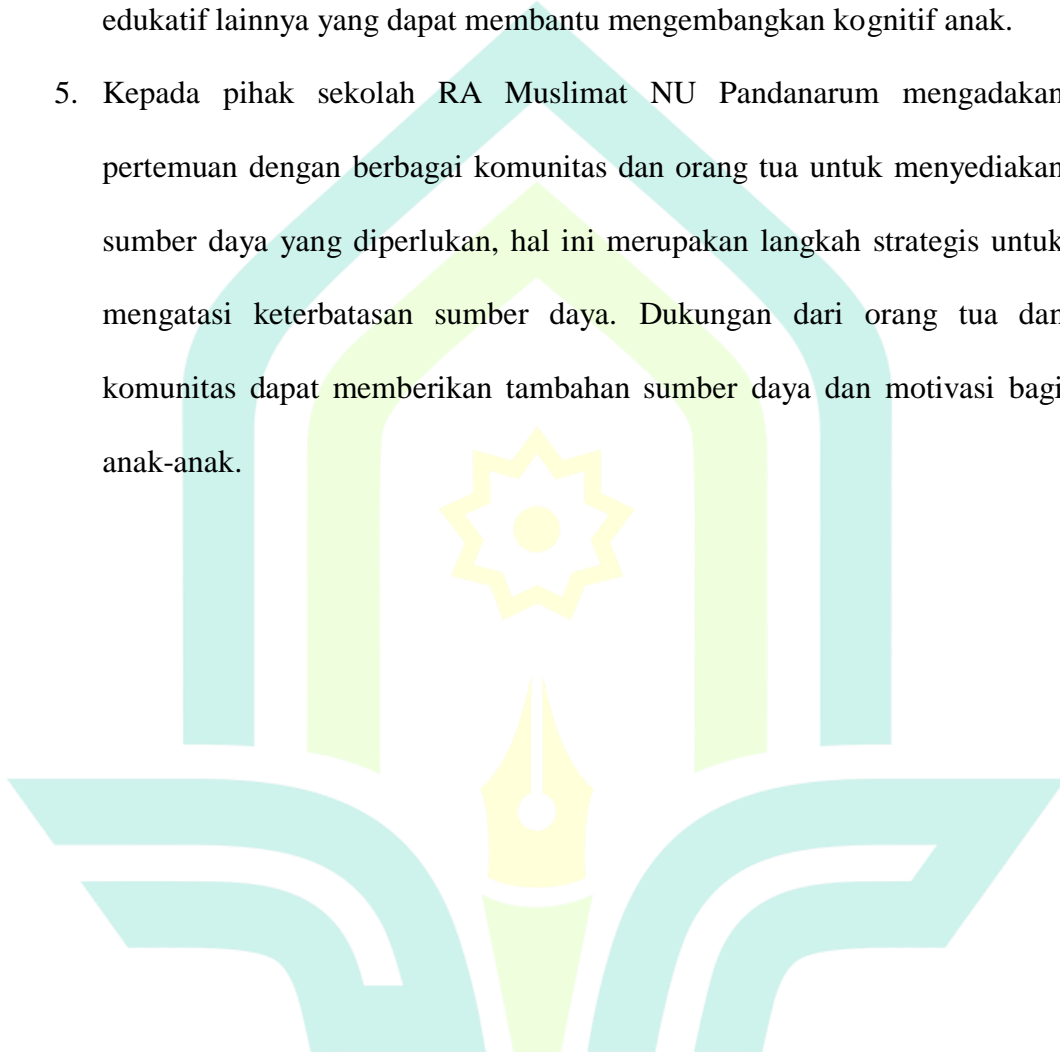 edukatif lainnya yang dapat membantu mengembangkan kognitif anak.
5. Kepada pihak sekolah RA Muslimat NU Pandanarum mengadakan
pertemuan dengan berbagai komunitas dan orang tua untuk menyediakan
sumber daya yang diperlukan, hal ini merupakan langkah strategis untuk
mengatasi keterbatasan sumber daya. Dukungan dari orang tua dan
komunitas dapat memberikan tambahan sumber daya dan motivasi bagi
anak-anak.